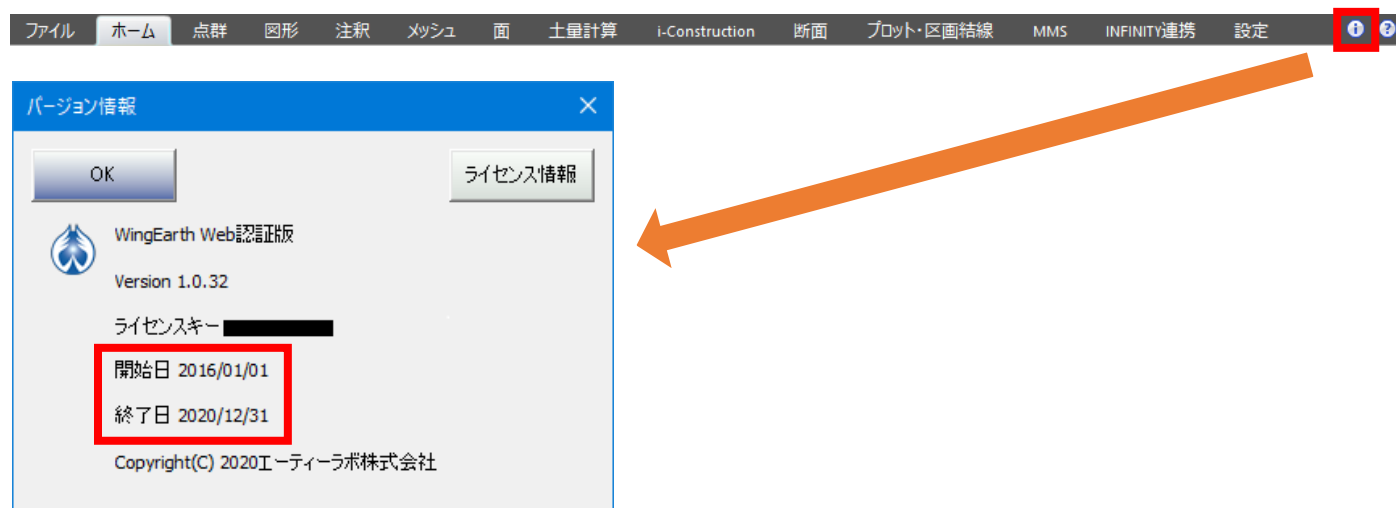 ファイル ホーム 点群 図形 注釈 メッシュ 面 土量計算 i-Construction 断面 プロット・区画結線 MMS INFINITY連携 設定
バージョン情報
OK ライセンス情報
WingEarth Web認証版
Version 1.0.32
ライセンスキー
開始日 2016/01/01
終了日 2020/12/31
Copyright(C) 2020エーティーラボ株式会社